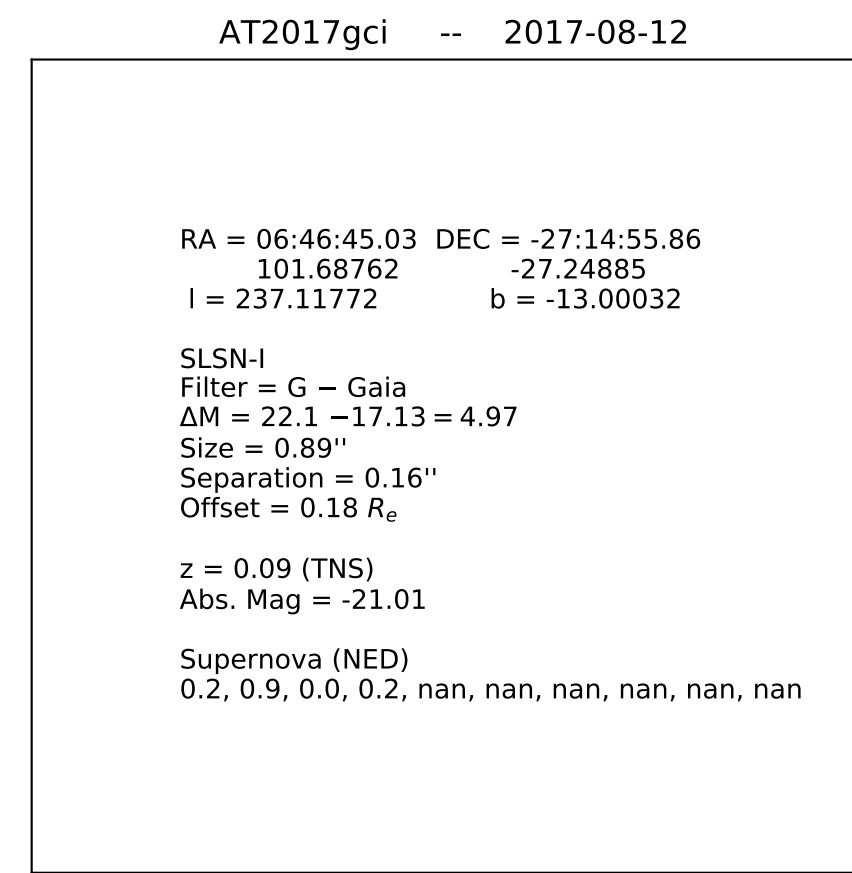 AT2017gci -- 2017-08-12
RA = 06:46:45.03 DEC = -27:14:55.86
101.68762 -27.24885
l = 237.11772 b = -13.00032
SLSN-I
Filter = G − Gaia
ΔM = 22.1 −17.13 = 4.97
Size = 0.89''
Separation = 0.16''
Offset = 0.18 Rₑ
z = 0.09 (TNS)
Abs. Mag = -21.01
Supernova (NED)
0.2, 0.9, 0.0, 0.2, nan, nan, nan, nan, nan, nan